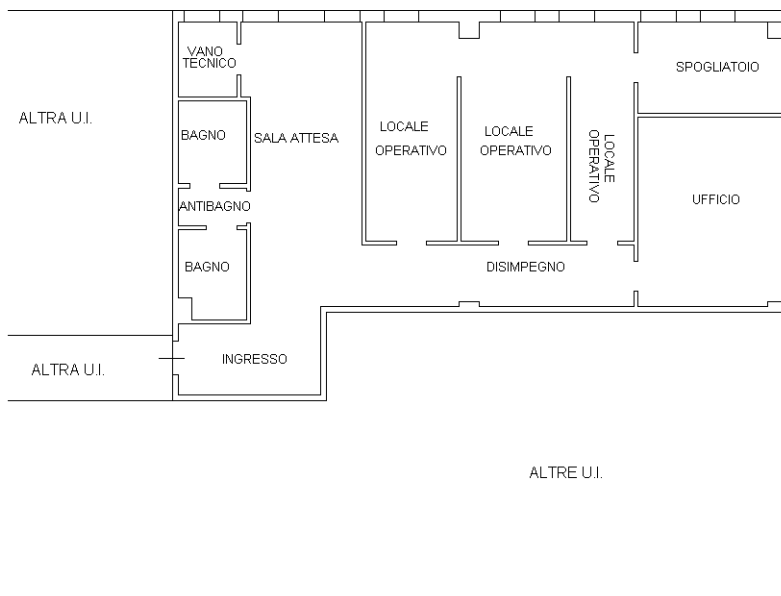 VANO
TECNICO
SPOGLIATOIO
ALTRA U.I.
BAGNO
SALA ATTESA
LOCALE
OPERATIVO
LOCALE
OPERATIVO
LOCALE
OPERATIVO
ANTIBAGNO
UFFICIO
BAGNO
DISIMPEGNO
INGRESSO
ALTRA U.I.
ALTRE U.I.